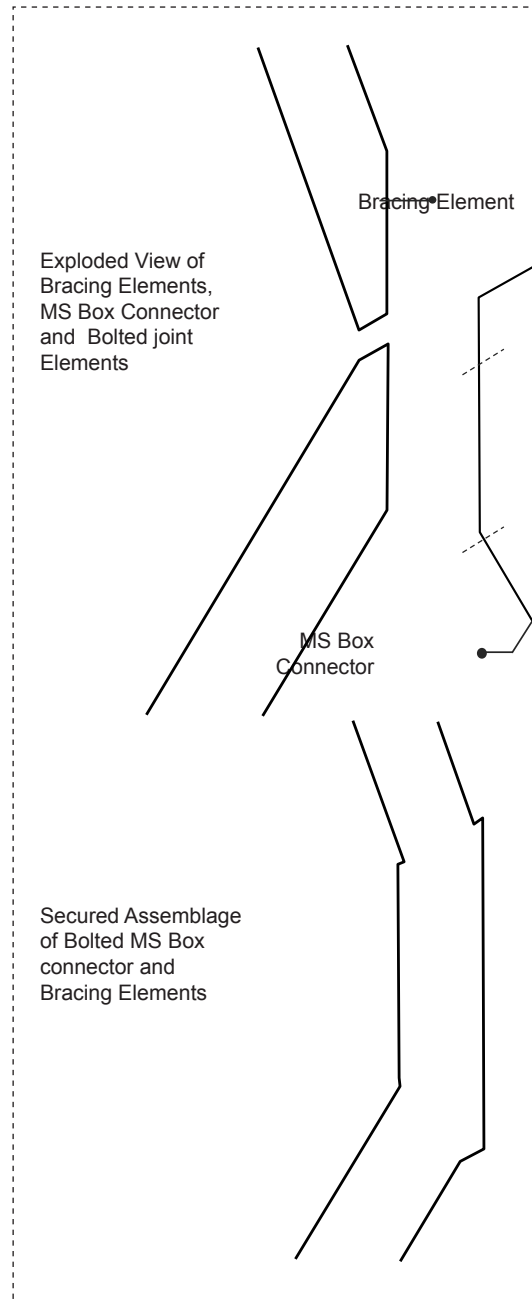 Bracing Element
Exploded View of
Bracing Elements,
MS Box Connector
and Bolted joint
Elements
MS Box
Connector
Secured Assemblage
of Bolted MS Box
connector and
Bracing Elements